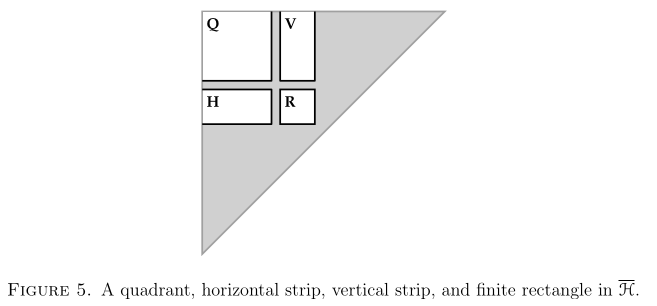 Q V
H R
FIGURE 5. A quadrant, horizontal strip, vertical strip, and finite rectangle in $\overline{\mathcal{H}}$.